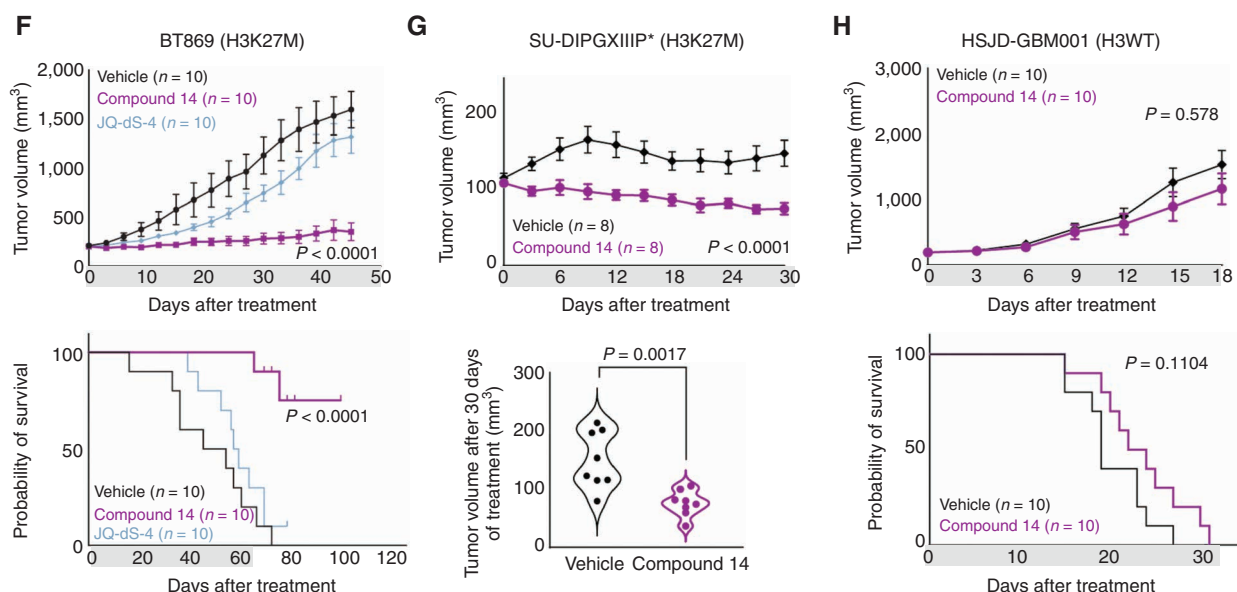 F
BT869 (H3K27M)
Tumor volume (mm³)
2,000
1,500
1,000
500
0
Vehicle (n = 10)
Compound 14 (n = 10)
JQ-dS-4 (n = 10)
P < 0.0001
0 10 20 30 40 50
Days after treatment
Probability of survival
100
50
0
P < 0.0001
Vehicle (n = 10)
Compound 14 (n = 10)
JQ-dS-4 (n = 10)
0 20 40 60 80 100 120
Days after treatment
G
SU-DIPGXIIIP* (H3K27M)
Tumor volume (mm³)
200
100
0
Vehicle (n = 8)
Compound 14 (n = 8)
P < 0.0001
0 6 12 18 24 30
Days after treatment
Tumor volume after 30 days
of treatment (mm³)
300
200
100
0
P = 0.0017
Vehicle Compound 14
H
HSJD-GBM001 (H3WT)
Tumor volume (mm³)
3,000
2,000
1,000
0
Vehicle (n = 10)
Compound 14 (n = 10)
P = 0.578
0 3 6 9 12 15 18
Days after treatment
Probability of survival
100
50
0
P = 0.1104
Vehicle (n = 10)
Compound 14 (n = 10)
0 10 20 30
Days after treatment